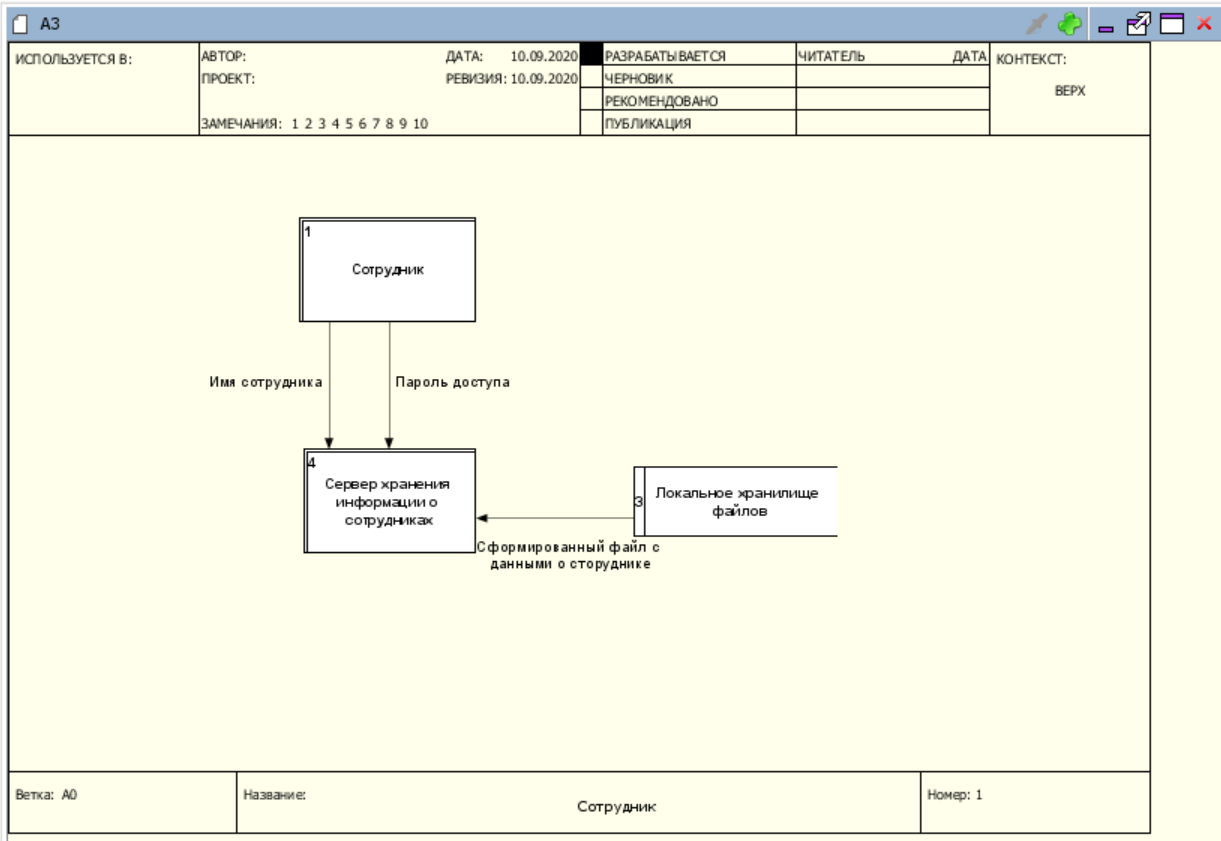 A3
ИСПОЛЬЗУЕТСЯ В:
АВТОР:
ДАТА: 10.09.2020
ПРОЕКТ:
РЕВИЗИЯ: 10.09.2020
ЗАМЕЧАНИЯ: 1 2 3 4 5 6 7 8 9 10
РАЗРАБАТЫВАЕТСЯ
ЧЕРНОВИК
РЕКОМЕНДОВАНО
ПУБЛИКАЦИЯ
ЧИТАТЕЛЬ
ДАТА
КОНТЕКСТ:
ВЕРХ
1
Сотрудник
Имя сотрудника
Пароль доступа
4
Сервер хранения
информации о
сотрудниках
3
Локальное хранилище
файлов
Сформированный файл с
данными о сторуднике
Ветка: A0
Название:
Сотрудник
Номер: 1